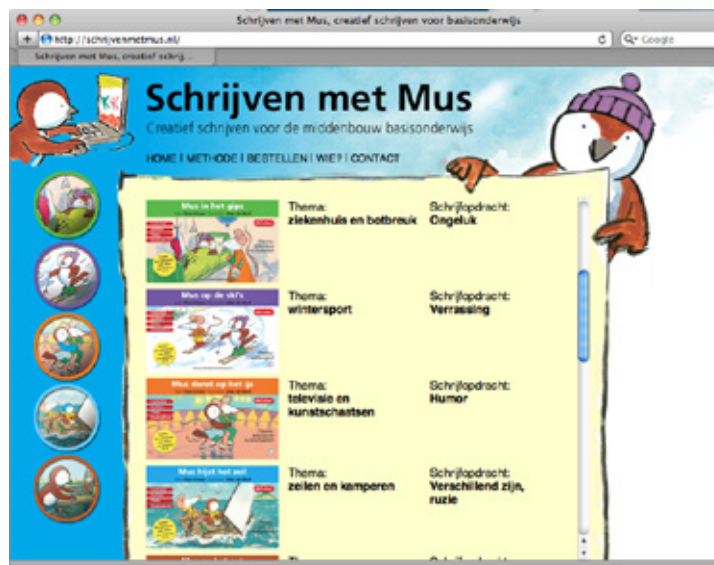 Schrijven met Mus, creatief schrijven voor basisonderwijs
http://schrijvenmetmus.nl/
Google
Schrijven met Mus, creatief schrij...
Schrijven met Mus
Creatief schrijven voor de middenbouw basisonderwijs
HOME | METHODE | BESTELLEN | WIE? | CONTACT
Mus in het gips
Thema:
ziekenhuis en botbreuk
Schrijfopdracht:
Ongeluk
Mus op de ski's
Thema:
wintersport
Schrijfopdracht:
Verrassing
Mus danst op het ijs
Thema:
televisie en
kunstschaatsen
Schrijfopdracht:
Humor
Mus hijst het zeil
Thema:
zeilen en kamperen
Schrijfopdracht:
Verschillend zijn,
ruzie